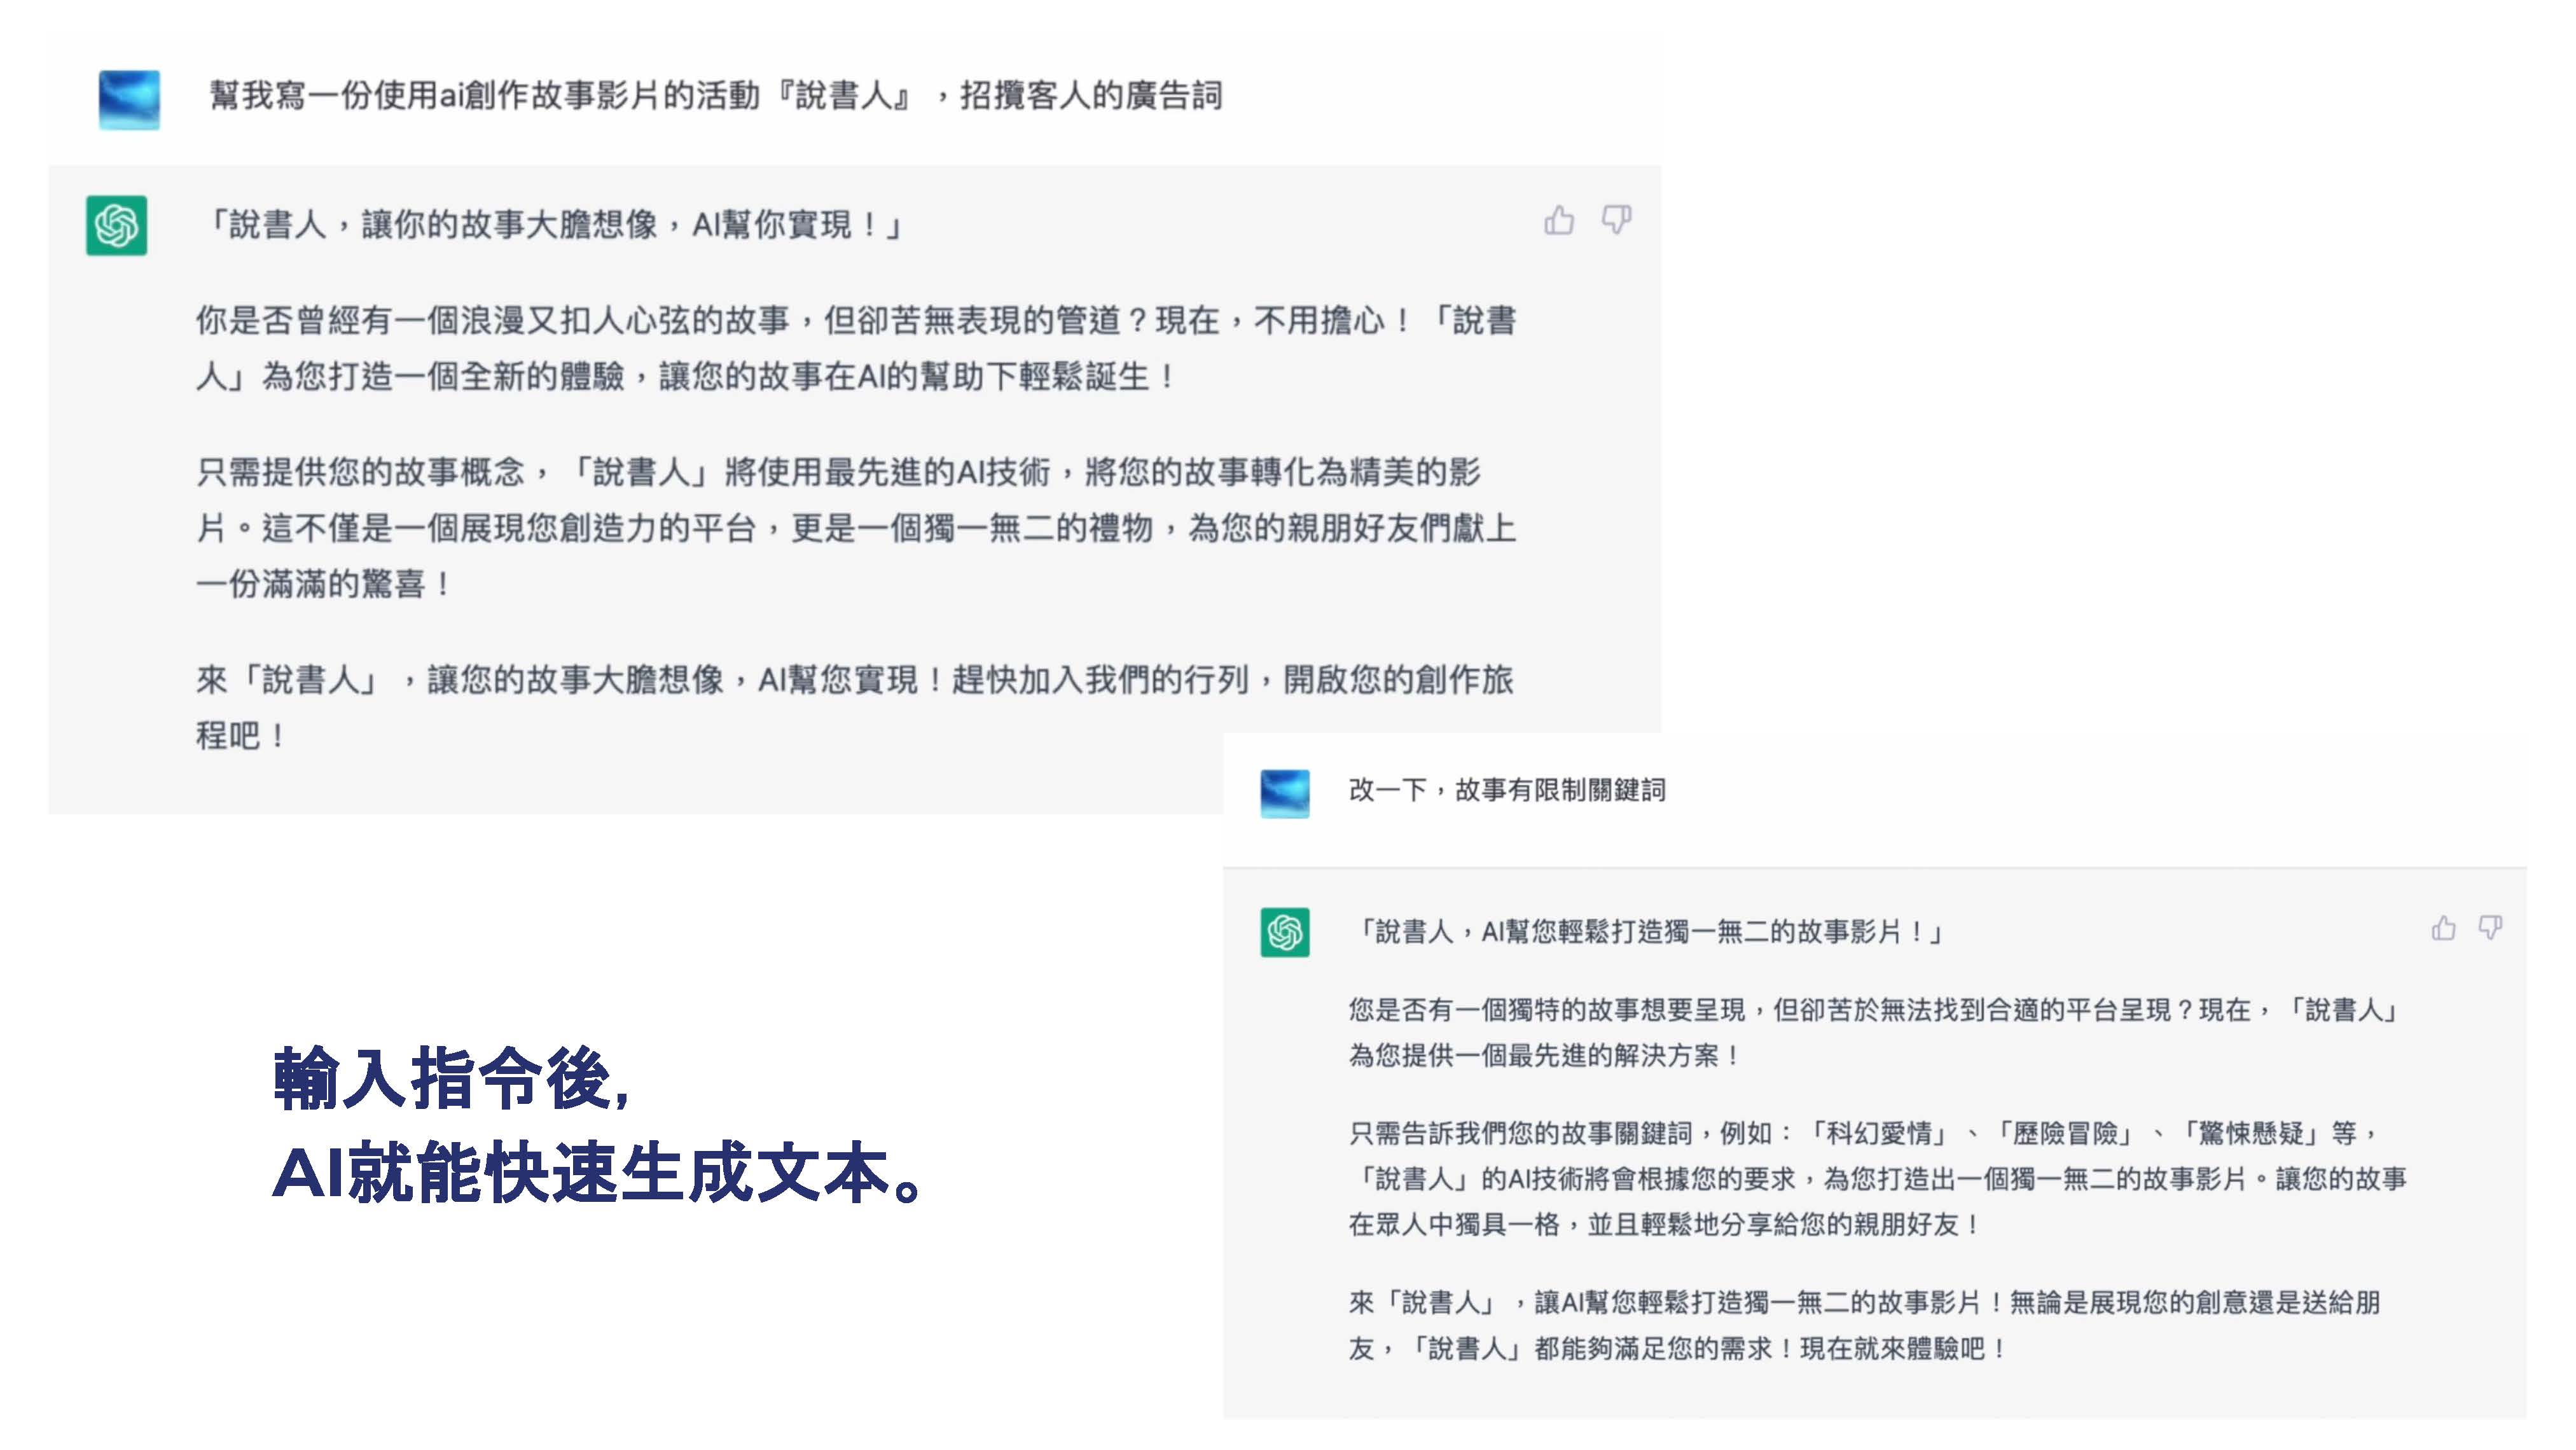 幫我寫一份使用ai創作故事影片的活動『說書人』，招攬客人的廣告詞
「說書人，讓你的故事大膽想像，AI幫你實現！」
你是否曾經有一個浪漫又扣人心弦的故事，但卻苦無表現的管道？現在，不用擔心！「說書
人」為您打造一個全新的體驗，讓您的故事在AI的幫助下輕鬆誕生！
只需提供您的故事概念，「說書人」將使用最先進的AI技術，將您的故事轉化為精美的影
片。這不僅是一個展現您創造力的平台，更是一個獨一無二的禮物，為您的親朋好友們獻上
一份滿滿的驚喜！
來「說書人」，讓您的故事大膽想像，AI幫您實現！趕快加入我們的行列，開啟您的創作旅
程吧！
改一下，故事有限制關鍵詞
「說書人，AI幫您輕鬆打造獨一無二的故事影片！」
您是否有一個獨特的故事想要呈現，但卻苦於無法找到合適的平台呈現？現在，「說書人」
為您提供一個最先進的解決方案！
只需告訴我們您的故事關鍵詞，例如：「科幻愛情」、「歷險冒險」、「驚悚懸疑」等，
「說書人」的AI技術將會根據您的要求，為您打造出一個獨一無二的故事影片。讓您的故事
在眾人中獨具一格，並且輕鬆地分享給您的親朋好友！
來「說書人」，讓AI幫您輕鬆打造獨一無二的故事影片！無論是展現您的創意還是送給朋
友，「說書人」都能夠滿足您的需求！現在就來體驗吧！
輸入指令後,
AI就能快速生成文本。